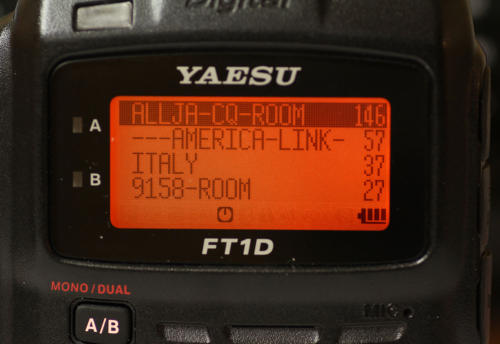 Digital
YAESU
A
B
ALLJA-CQ-ROOM 146
---AMERICA-LINK- 57
ITALY 37
9158-ROOM 27
FT1D
MONO/DUAL
A/B
MIC